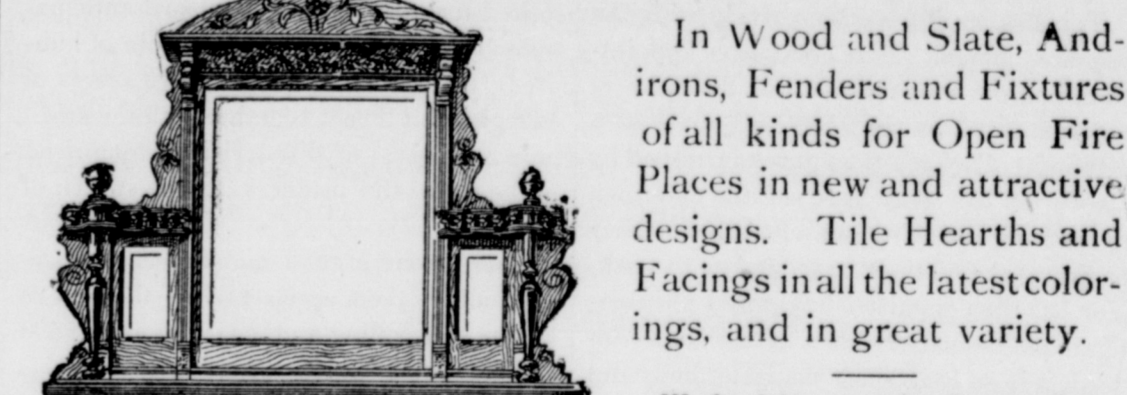 In Wood and Slate, And-
irons, Fenders and Fixtures
of all kinds for Open Fire
Places in new and attractive
designs. Tile Hearths and
Facings in all the latest color-
ings, and in great variety.